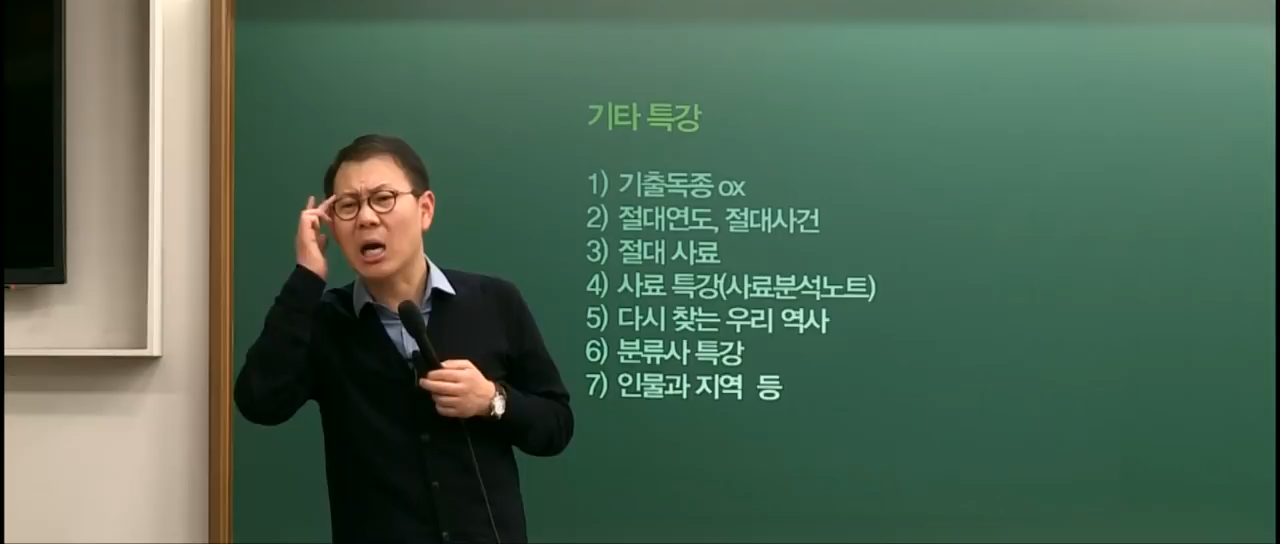 기타 특강
1) 기출독종 ox
2) 절대연도, 절대사건
3) 절대 사료
4) 사료 특강(사료분석노트)
5) 다시 찾는 우리 역사
6) 분류사 특강
7) 인물과 지역 등